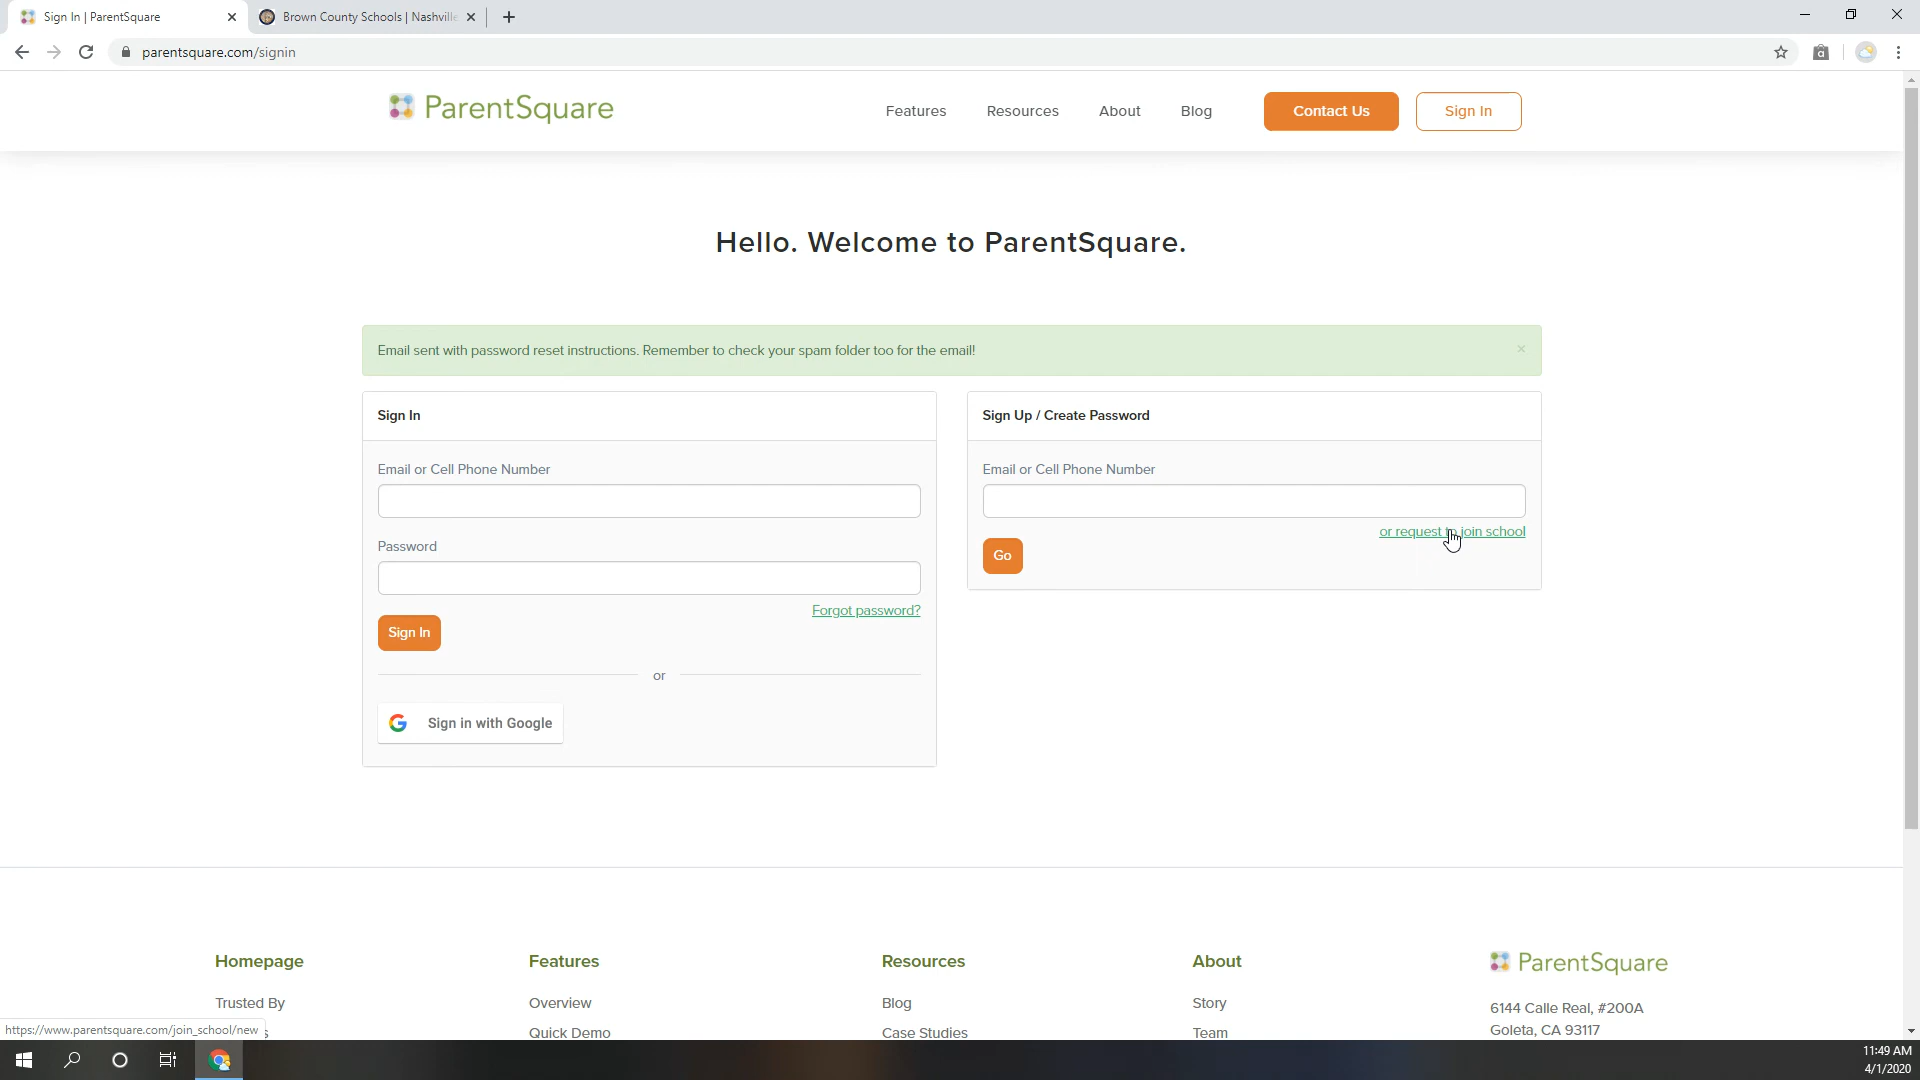 Sign In | ParentSquare
Brown County Schools | Nashville
parentsquare.com/signin
ParentSquare
Features
Resources
About
Blog
Contact Us
Sign In
Hello. Welcome to ParentSquare.
Email sent with password reset instructions. Remember to check your spam folder too for the email!
Sign In
Email or Cell Phone Number
Password
Forgot password?
Sign In
or
Sign in with Google
Sign Up / Create Password
Email or Cell Phone Number
or request to join school
Go
Homepage
Trusted By
Features
Overview
Quick Demo
Resources
Blog
Case Studies
About
Story
Team
ParentSquare
6144 Calle Real, #200A
Goleta, CA 93117
https://www.parentsquare.com/join_school/new
11:49 AM
4/1/2020